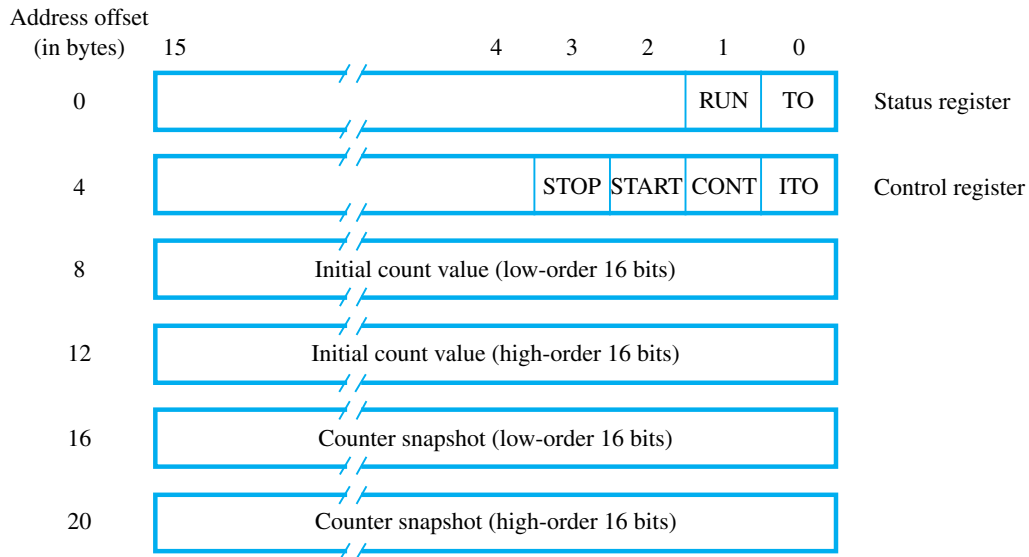 Address offset
(in bytes) 15 4 3 2 1 0
0 RUN TO Status register
4 STOP START CONT ITO Control register
8 Initial count value (low-order 16 bits)
12 Initial count value (high-order 16 bits)
16 Counter snapshot (low-order 16 bits)
20 Counter snapshot (high-order 16 bits)